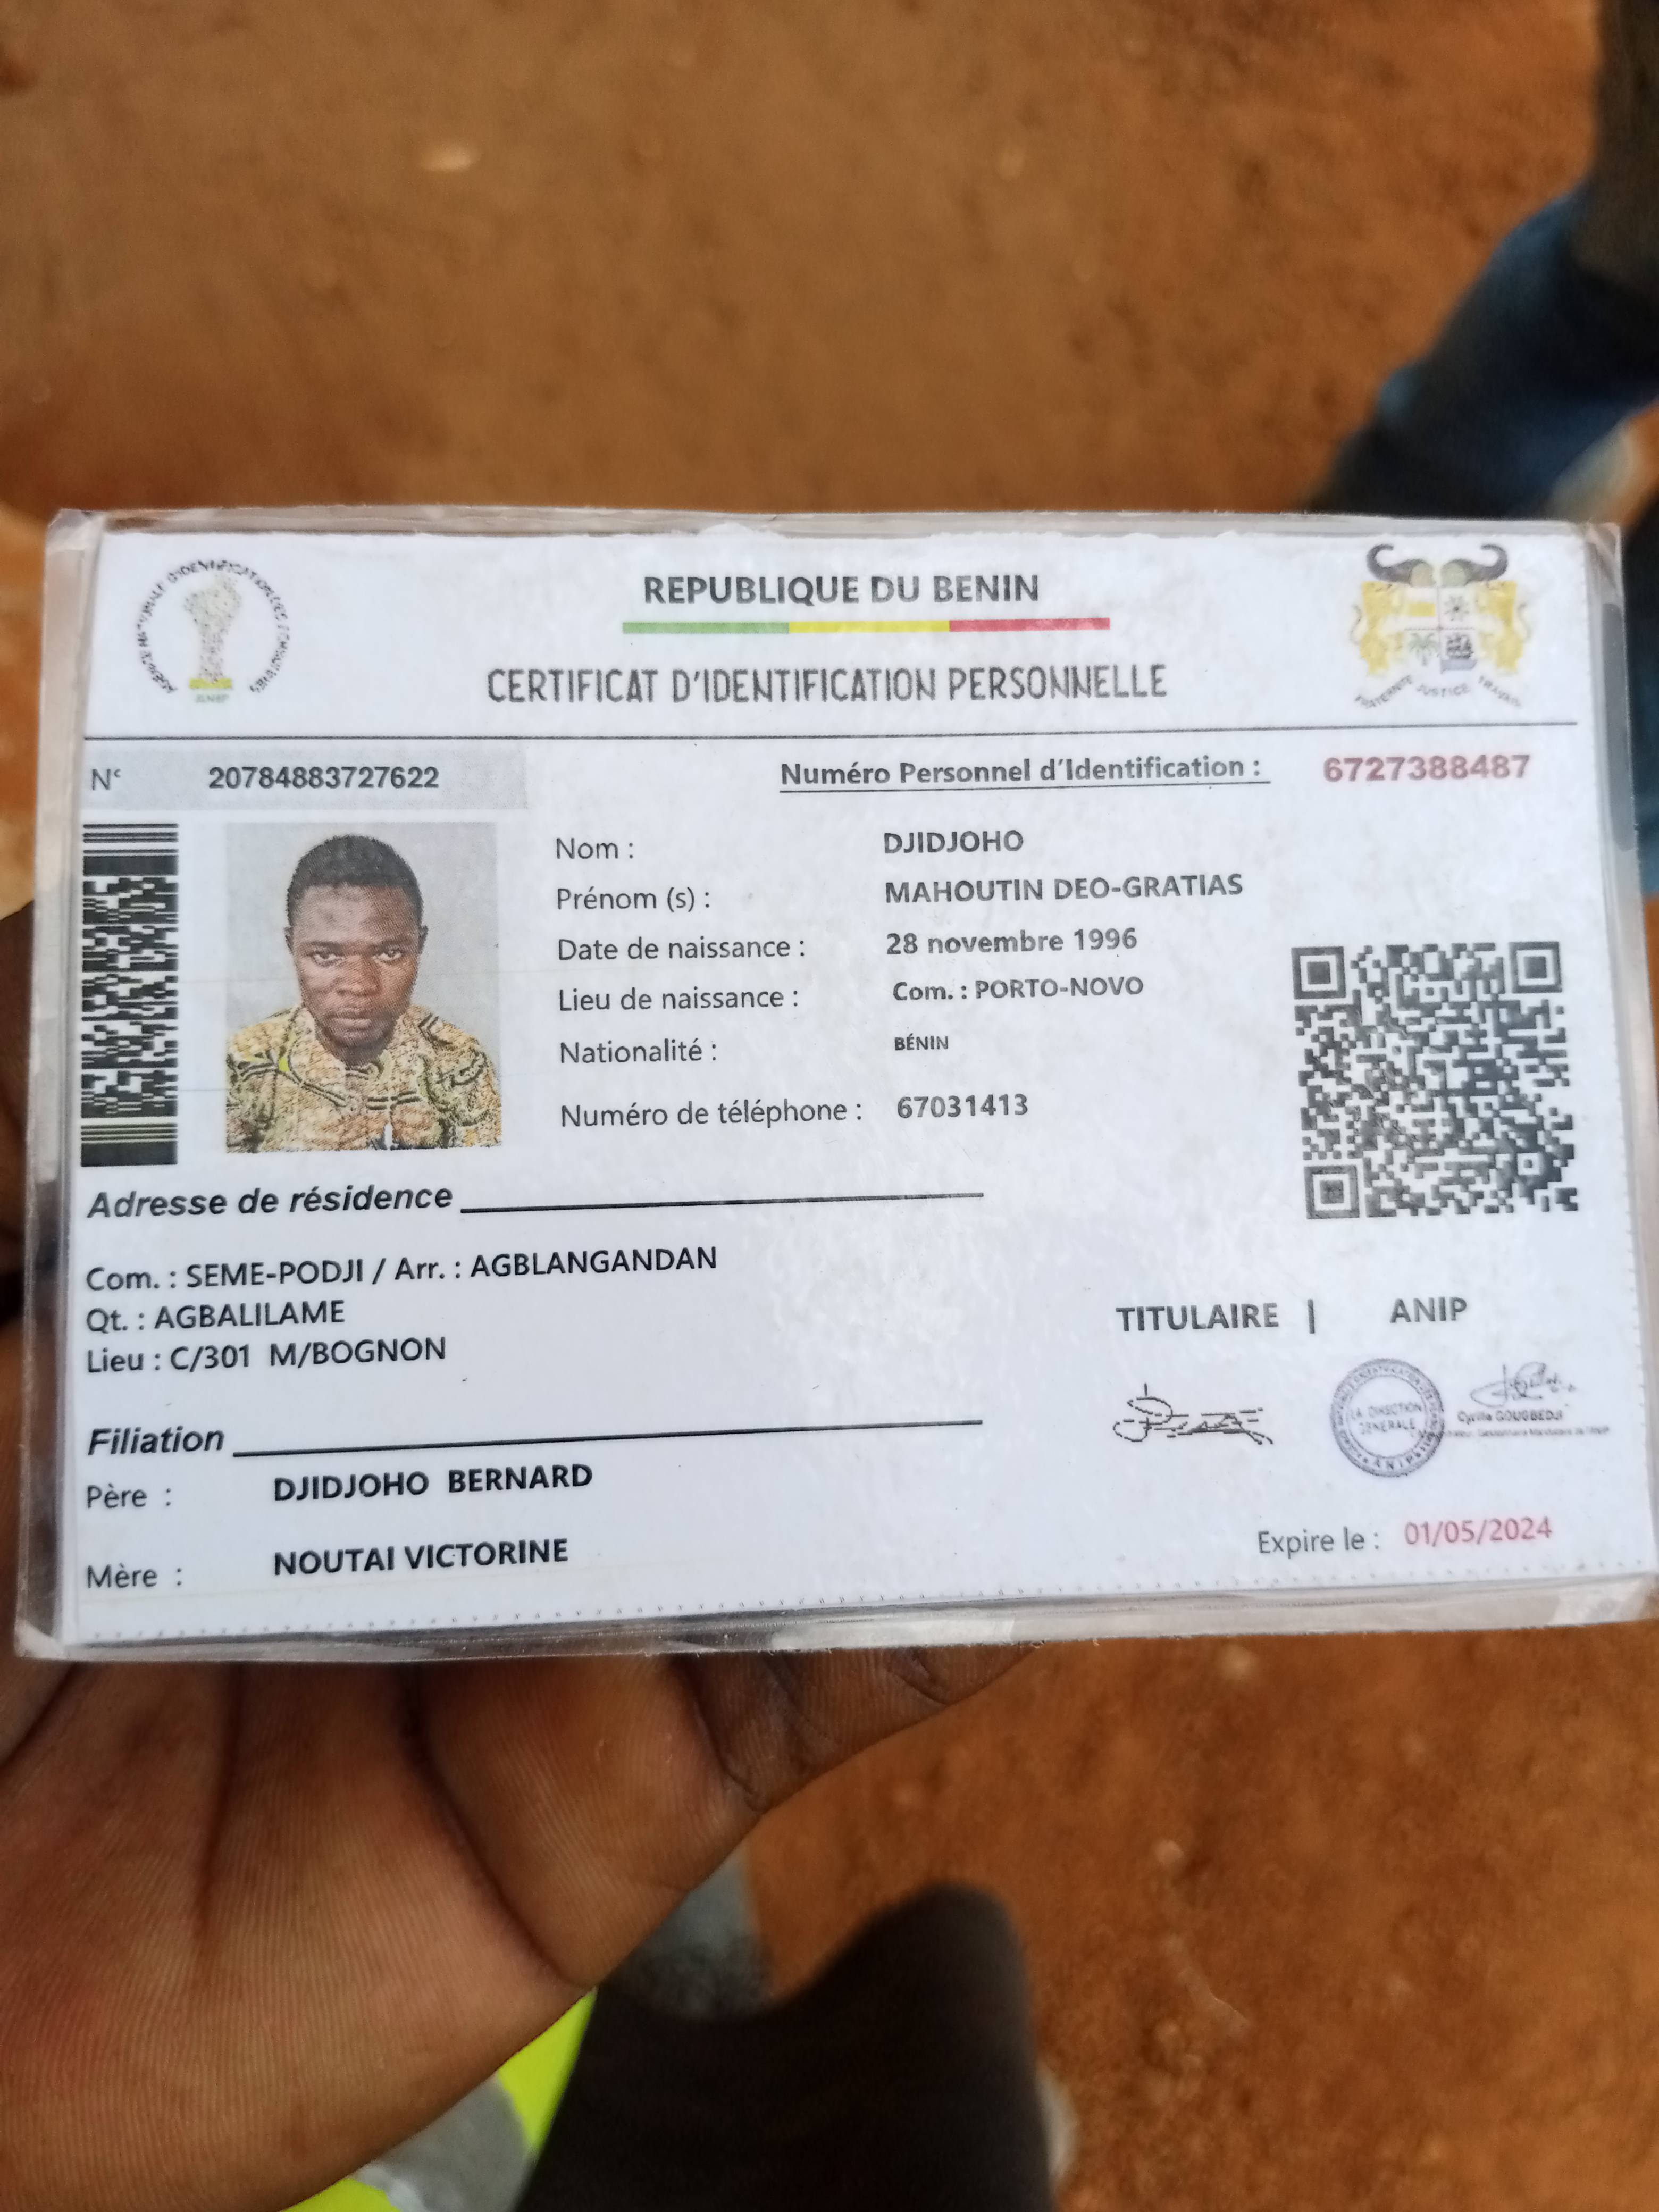 REPUBLIQUE DU BENIN
CERTIFICAT D'IDENTIFICATION PERSONNELLE
FRATERNITE JUSTICE TRAVAIL
N° 20784883727622
Numéro Personnel d'Identification : 6727388487
Nom : DJIDJOHO
Prénom (s) : MAHOUTIN DEO-GRATIAS
Date de naissance : 28 novembre 1996
Lieu de naissance : Com. : PORTO-NOVO
Nationalité : BÉNIN
Numéro de téléphone : 67031413
Adresse de résidence
Com. : SEME-PODJI / Arr. : AGBLANGANDAN
Qt. : AGBALILAME
Lieu : C/301 M/BOGNON
TITULAIRE | ANIP
LA DIRECTION GENERALE
Cyrille GOUGBEDJI
Filiation
Père : DJIDJOHO BERNARD
Mère : NOUTAI VICTORINE
Expire le : 01/05/2024